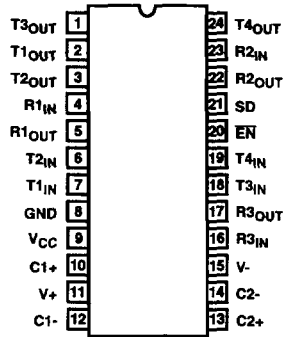 T3OUT 1 24 T4OUT
T1OUT 2 23 R2IN
T2OUT 3 22 R2OUT
R1IN 4 21 SD
R1OUT 5 20 E̅N̅
T2IN 6 19 T4IN
T1IN 7 18 T3IN
GND 8 17 R3OUT
VCC 9 16 R3IN
C1+ 10 15 V-
V+ 11 14 C2-
C1- 12 13 C2+